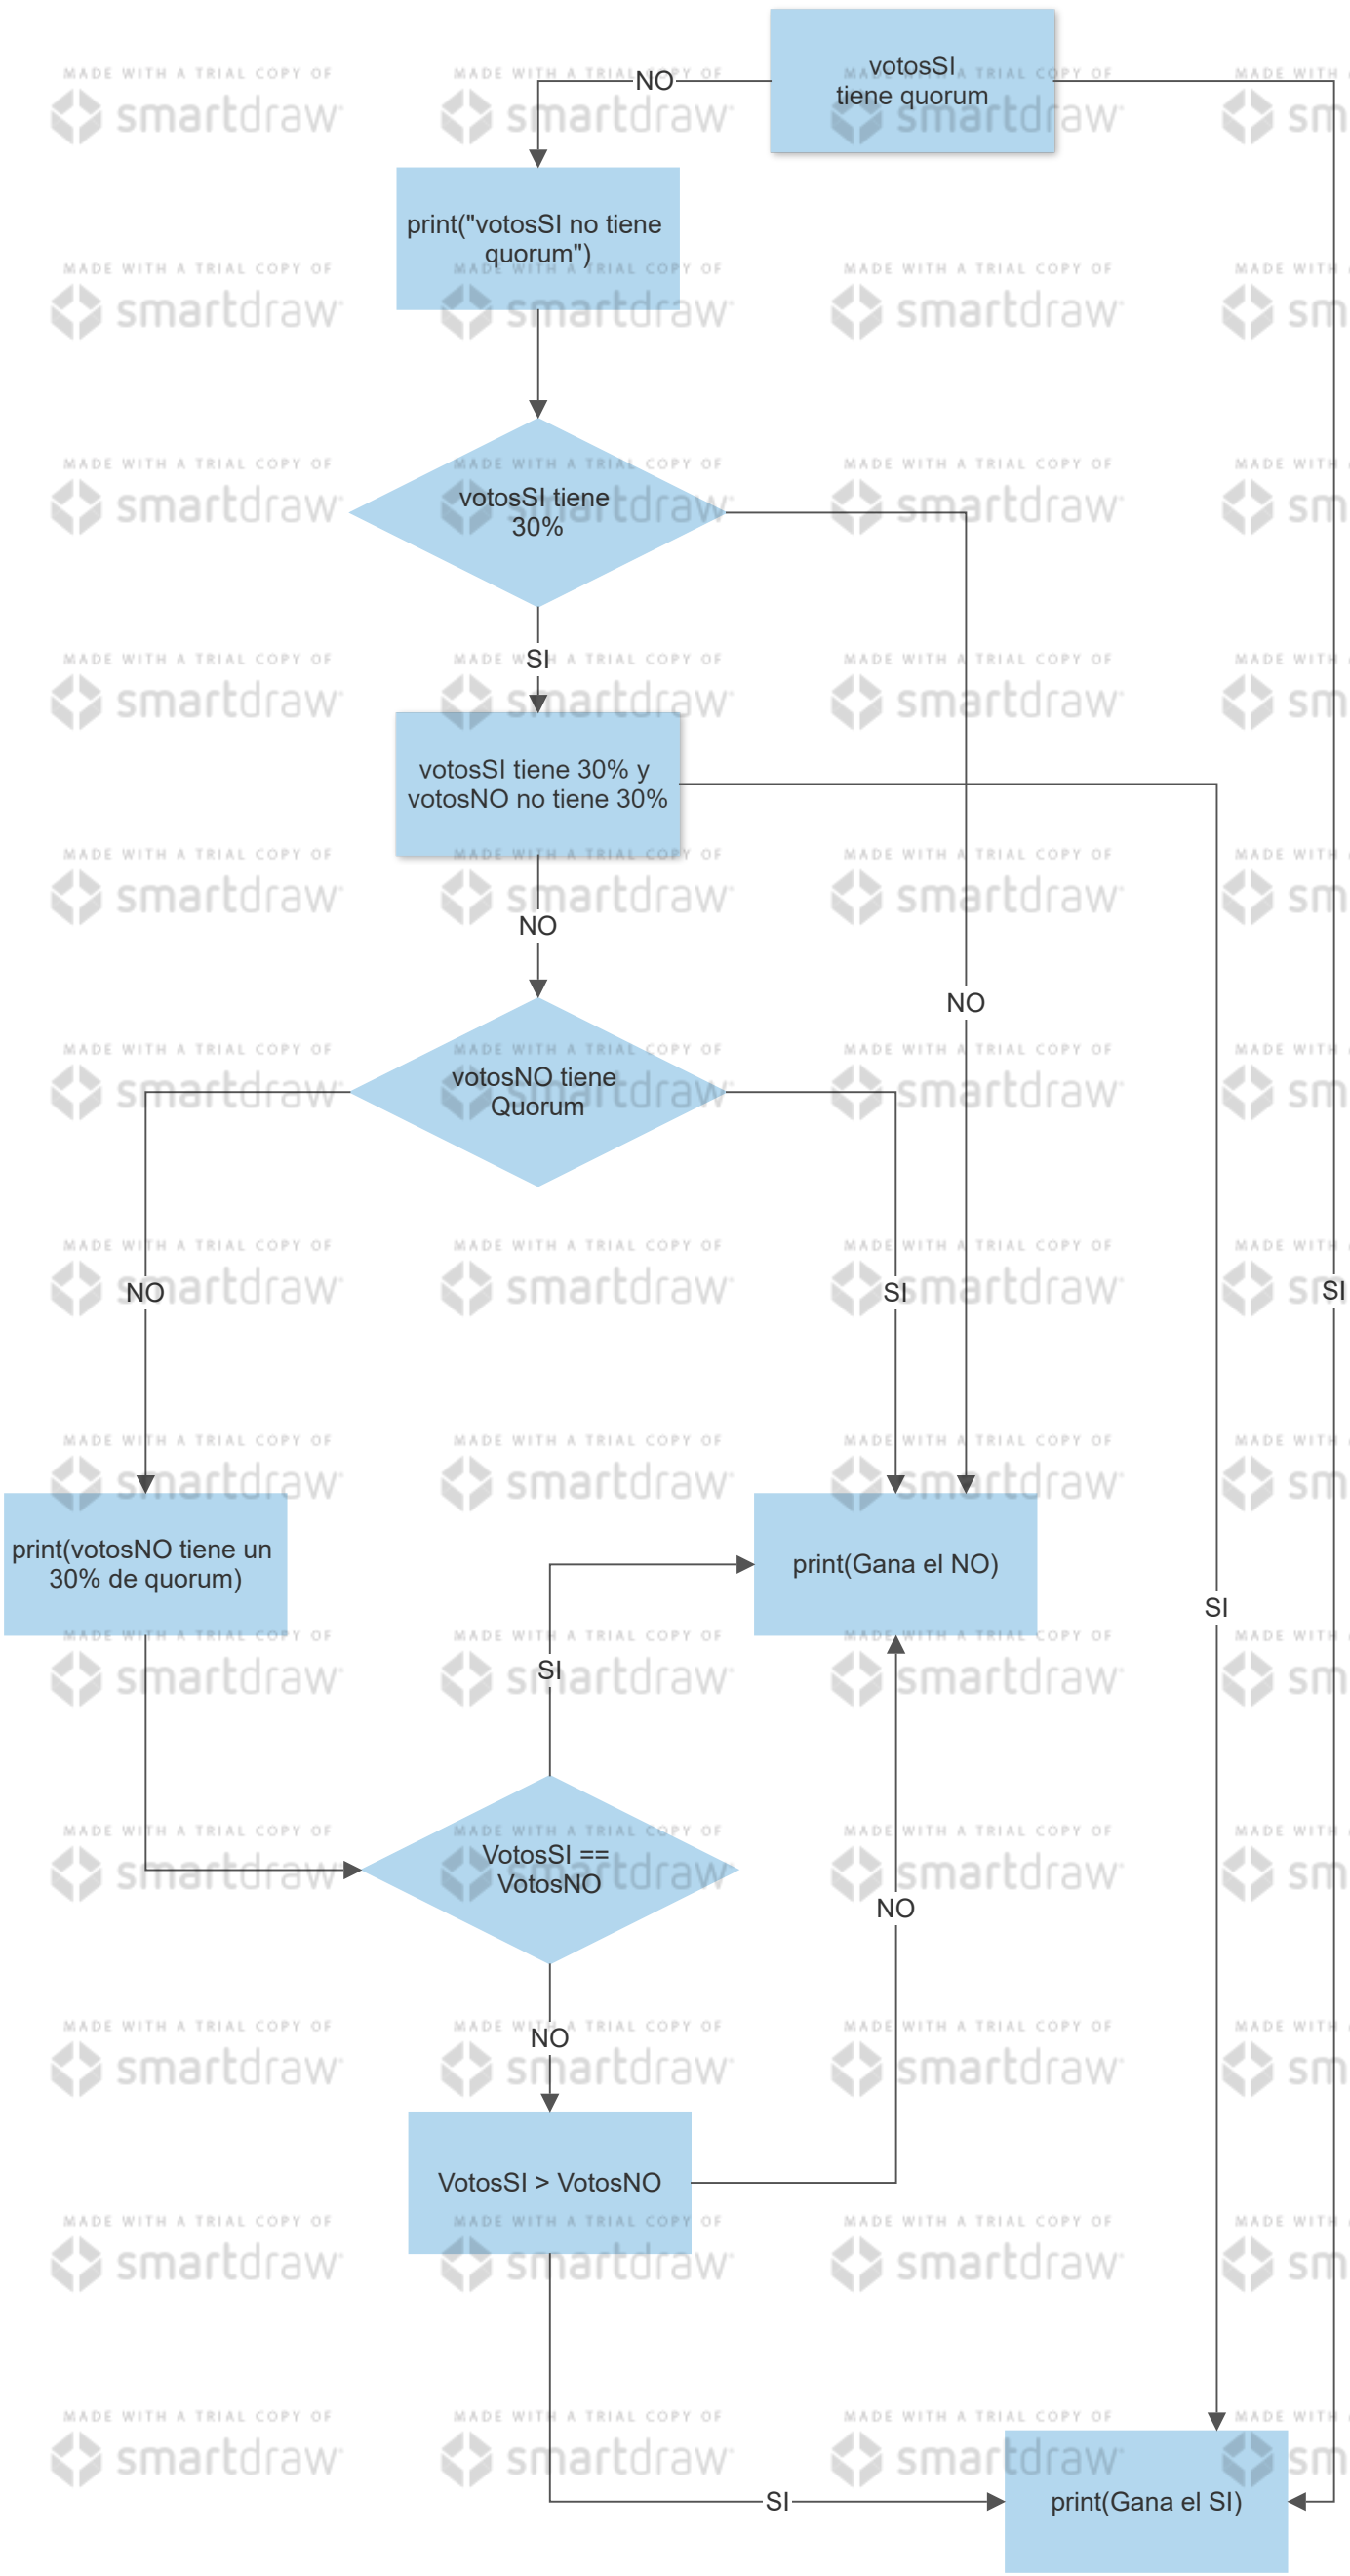 votosSI
tiene quorum
NO
print("votosSI no tiene
quorum")
votosSI tiene
30%
SI
votosSI tiene 30% y
votosNO no tiene 30%
NO
NO
votosNO tiene
Quorum
NO
SI
SI
print(votosNO tiene un
30% de quorum)
print(Gana el NO)
SI
SI
VotosSI ==
VotosNO
NO
NO
VotosSI > VotosNO
SI
print(Gana el SI)
MADE WITH A TRIAL COPY OF
smartdraw